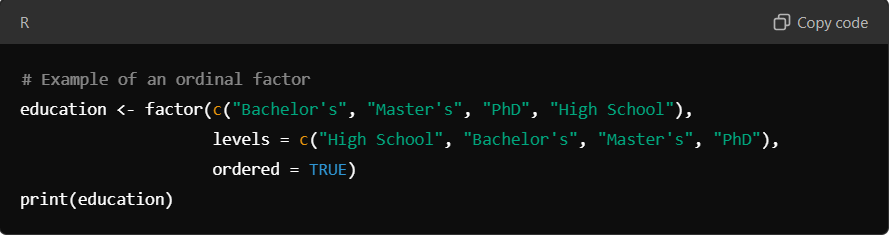 R
Copy code
# Example of an ordinal factor
education <- factor(c("Bachelor's", "Master's", "PhD", "High School"),
                    levels = c("High School", "Bachelor's", "Master's", "PhD"),
                    ordered = TRUE)
print(education)